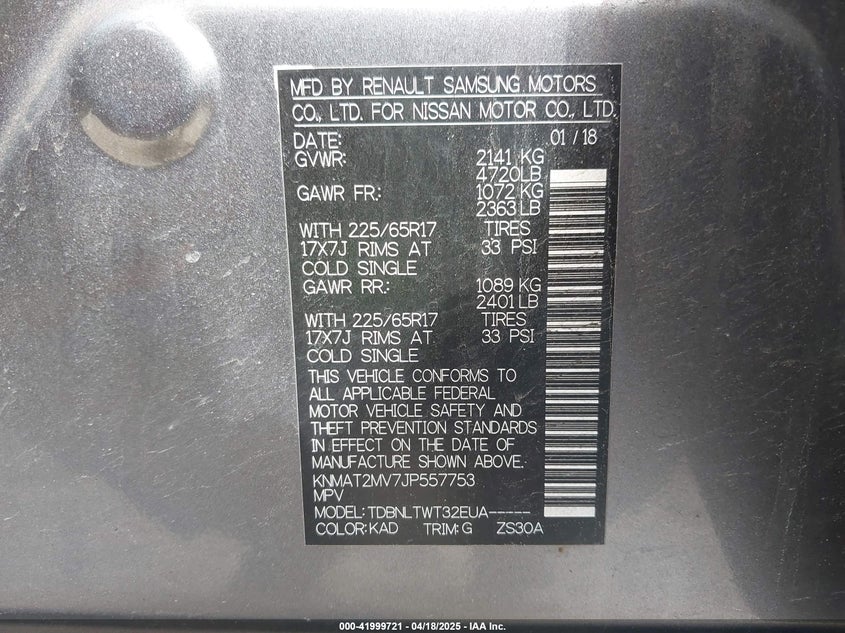 MFD BY RENAULT SAMSUNG MOTORS
CO., LTD. FOR NISSAN MOTOR CO., LTD.
DATE: 01 / 18
GVWR: 2141 KG
4720LB
GAWR FR.: 1072 KG
2363LB
WITH 225/65R17 TIRES
17X7J RIMS AT 33 PSI
COLD SINGLE
GAWR RR.: 1089 KG
2401LB
WITH 225/65R17 TIRES
17X7J RIMS AT 33 PSI
COLD SINGLE
THIS VEHICLE CONFORMS TO
ALL APPLICABLE FEDERAL
MOTOR VEHICLE SAFETY AND
THEFT PREVENTION STANDARDS
IN EFFECT ON THE DATE OF
MANUFACTURE SHOWN ABOVE.
KNMAT2MV7JP557753
MPV
MODEL: TDBNLTWT32EUA-----
COLOR: KAD TRIM: G ZS30A
000-41999721 - 04/18/2025 - IAA Inc.